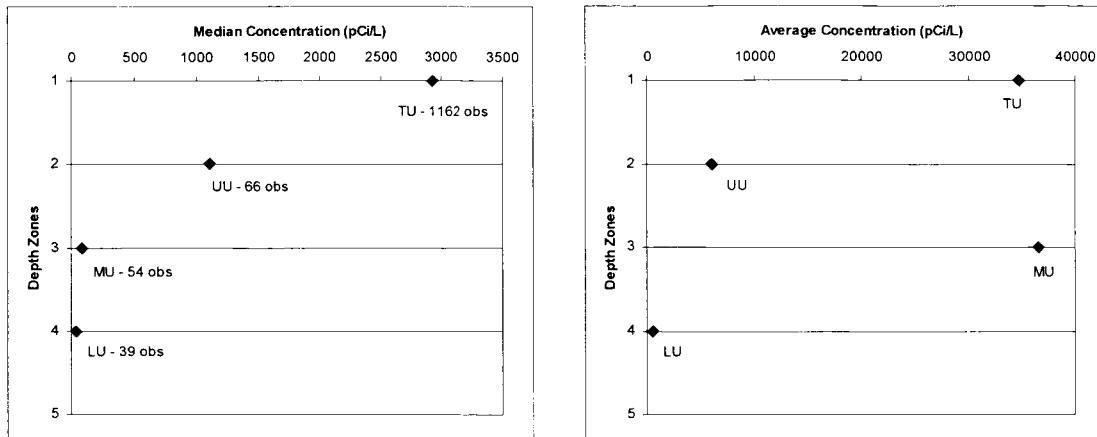 Median Concentration (pCi/L)
0 500 1000 1500 2000 2500 3000 3500
1
TU - 1162 obs
2
UU - 66 obs
Depth Zones
3
MU - 54 obs
4
LU - 39 obs
5
Average Concentration (pCi/L)
0 10000 20000 30000 40000
1
TU
2
UU
Depth Zones
3
MU
4
LU
5